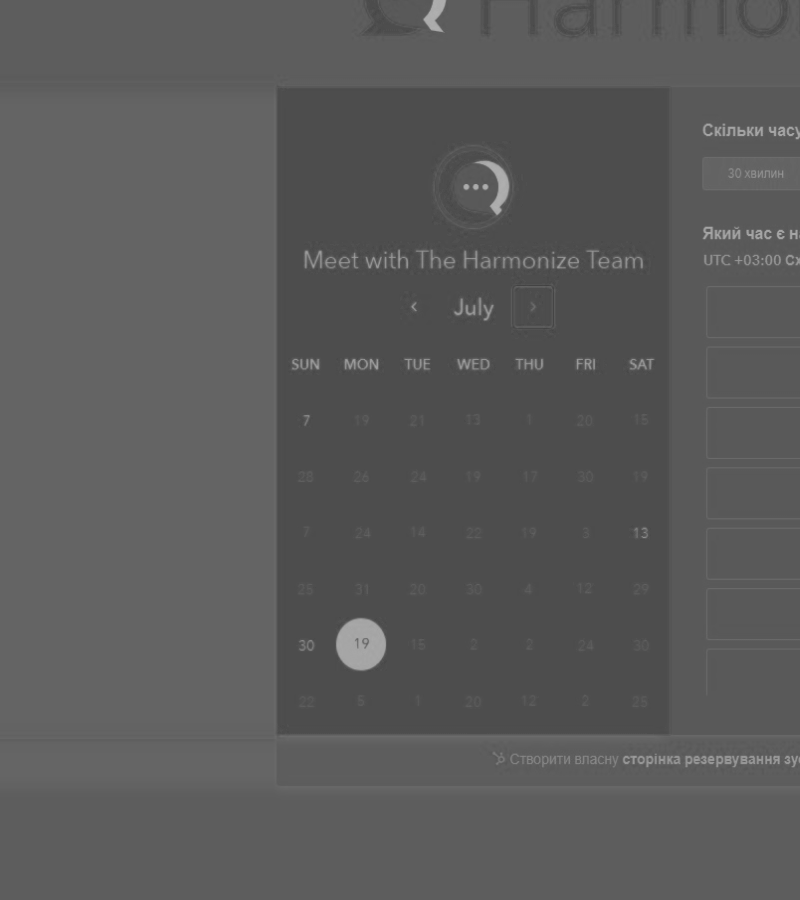 Harmo
Скільки часу
30 хвилин
Який час є н
UTC +03:00 Сх
Meet with The Harmonize Team
July
SUN MON TUE WED THU FRI SAT
7 19 21 13 1 20 15
28 26 24 19 17 30 19
7 24 14 22 19 3 13
25 31 20 30 4 12 29
30 19 15 2 2 24 30
22 5 1 20 12 2 25
Створити власну сторінка резервування зу